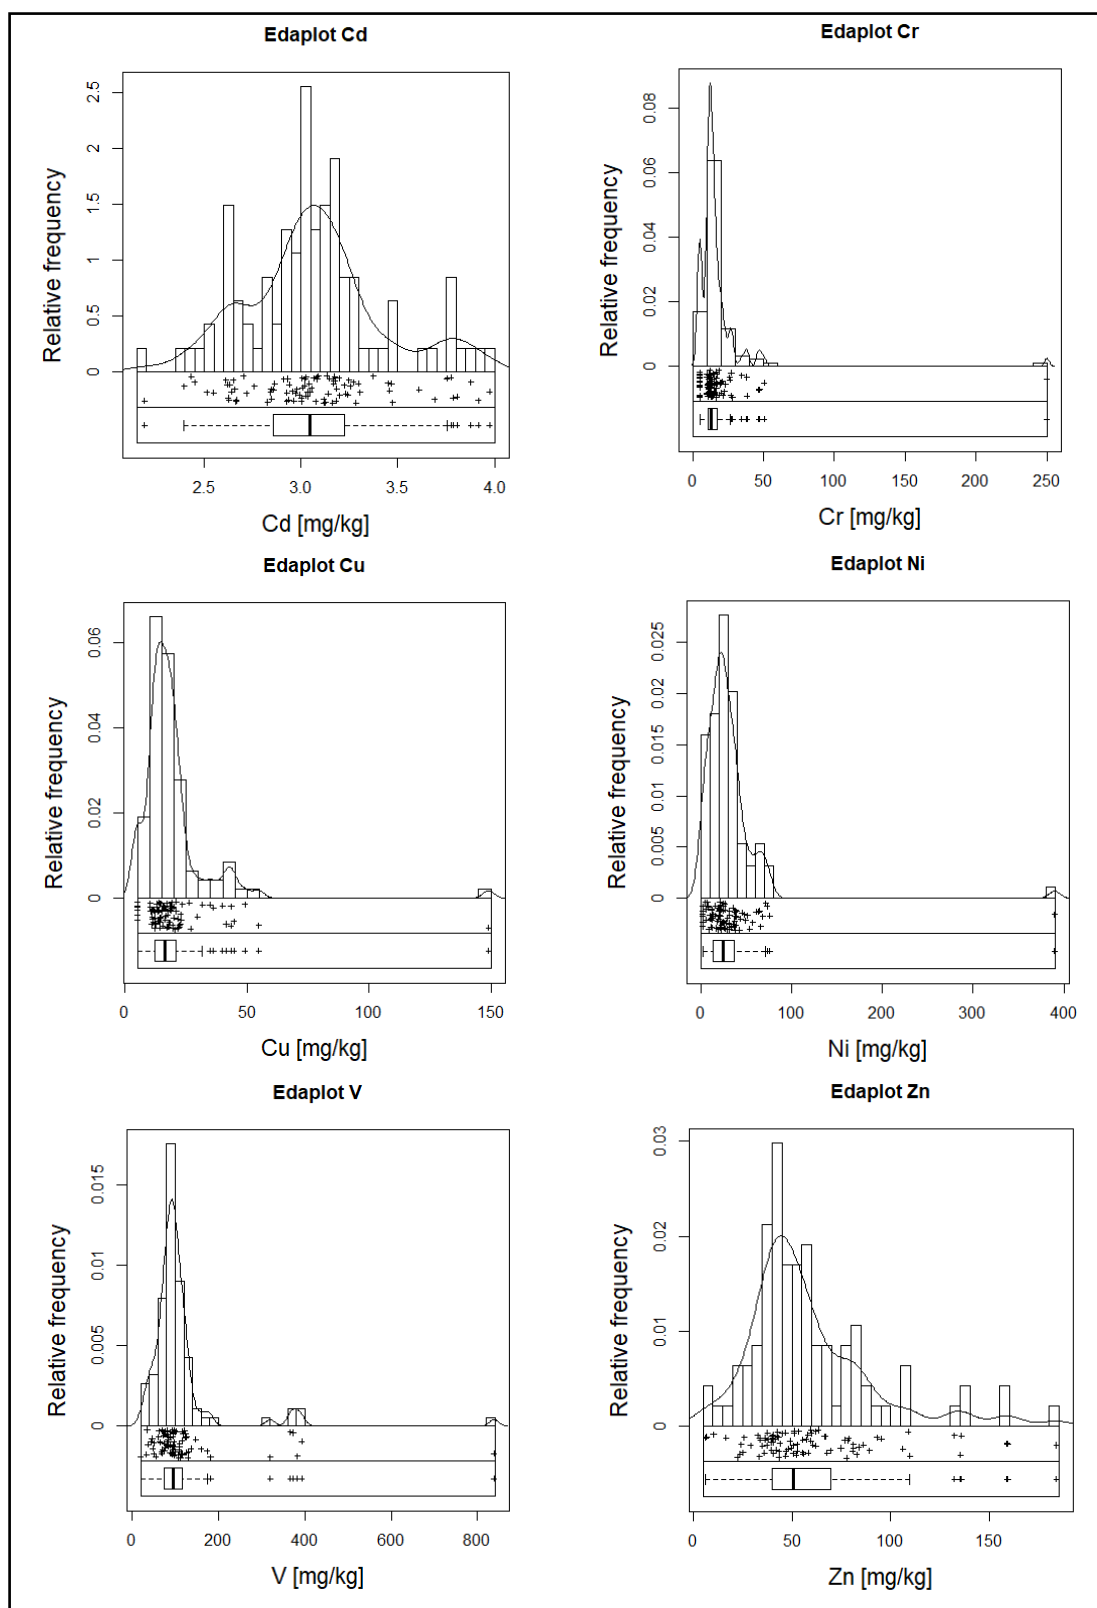 Edaplot Cd
Relative frequency
0 0.5 1 1.5 2 2.5
2.5 3.0 3.5 4.0
Cd [mg/kg]
Edaplot Cr
Relative frequency
0 0.02 0.04 0.06 0.08
0 50 100 150 200 250
Cr [mg/kg]
Edaplot Cu
Relative frequency
0 0.02 0.04 0.06
0 50 100 150
Cu [mg/kg]
Edaplot Ni
Relative frequency
0 0.005 0.01 0.015 0.02 0.025
0 100 200 300 400
Ni [mg/kg]
Edaplot V
Relative frequency
0 0.005 0.01 0.015
0 200 400 600 800
V [mg/kg]
Edaplot Zn
Relative frequency
0 0.01 0.02 0.03
0 50 100 150
Zn [mg/kg]